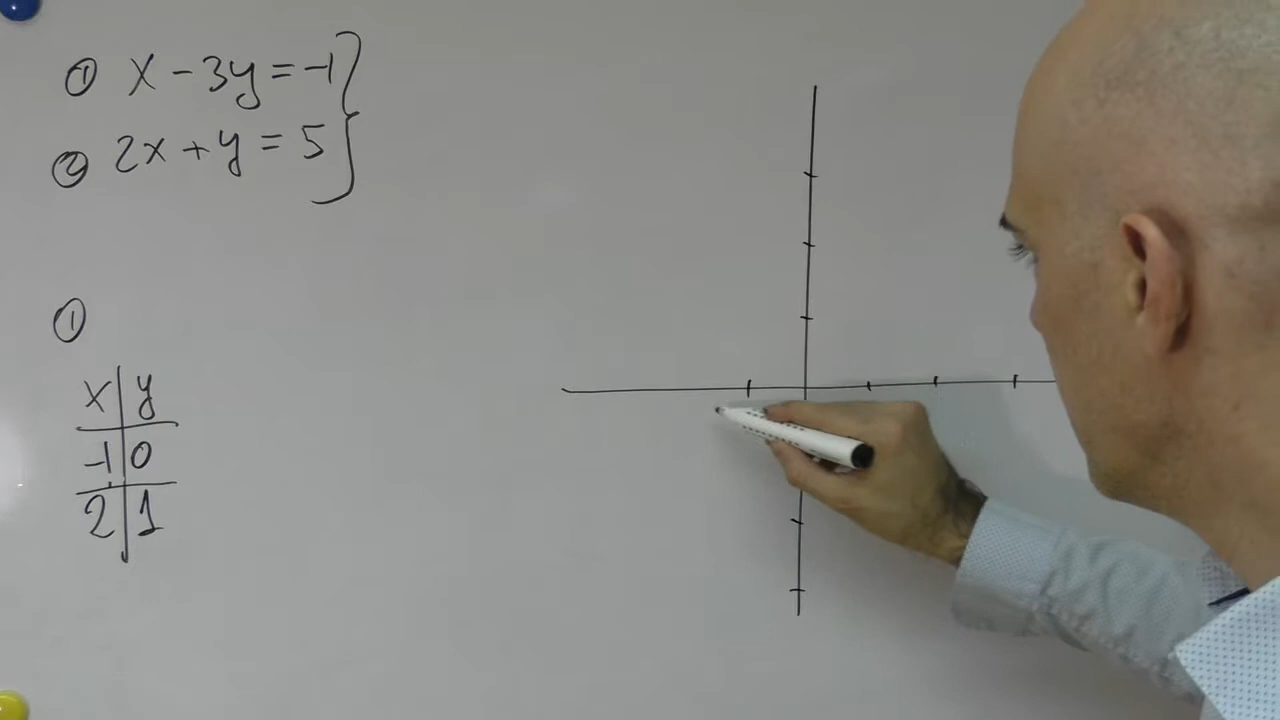 ① x - 3y = -1 }
② 2x + y = 5
①
x | y
-1 | 0
2 | 1